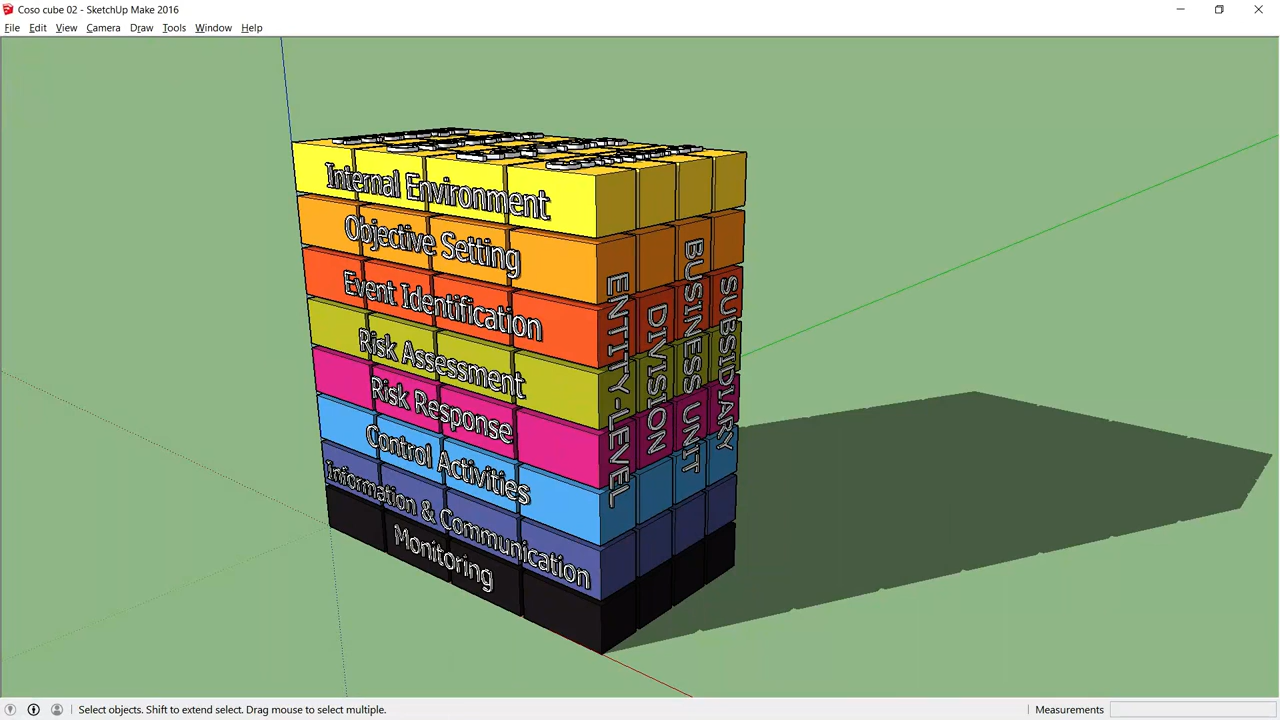 Coso cube 02 - SketchUp Make 2016
File Edit View Camera Draw Tools Window Help
Internal Environment
Objective Setting
Event Identification
Risk Assessment
Risk Response
Control Activities
Information & Communication
Monitoring
ENTITY-LEVEL
DIVISION
BUSINESS UNIT
SUBSIDIARY
Select objects. Shift to extend select. Drag mouse to select multiple.
Measurements